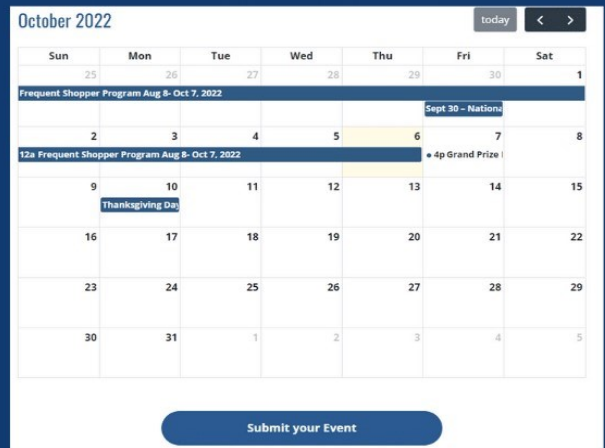 October 2022
today < >
Sun Mon Tue Wed Thu Fri Sat
25 26 27 28 29 30 1
Frequent Shopper Program Aug 8- Oct 7, 2022
Sept 30 – Nationa
2 3 4 5 6 7 8
12a Frequent Shopper Program Aug 8- Oct 7, 2022 • 4p Grand Prize
9 10 11 12 13 14 15
Thanksgiving Day
16 17 18 19 20 21 22
23 24 25 26 27 28 29
30 31 1 2 3 4 5
Submit your Event